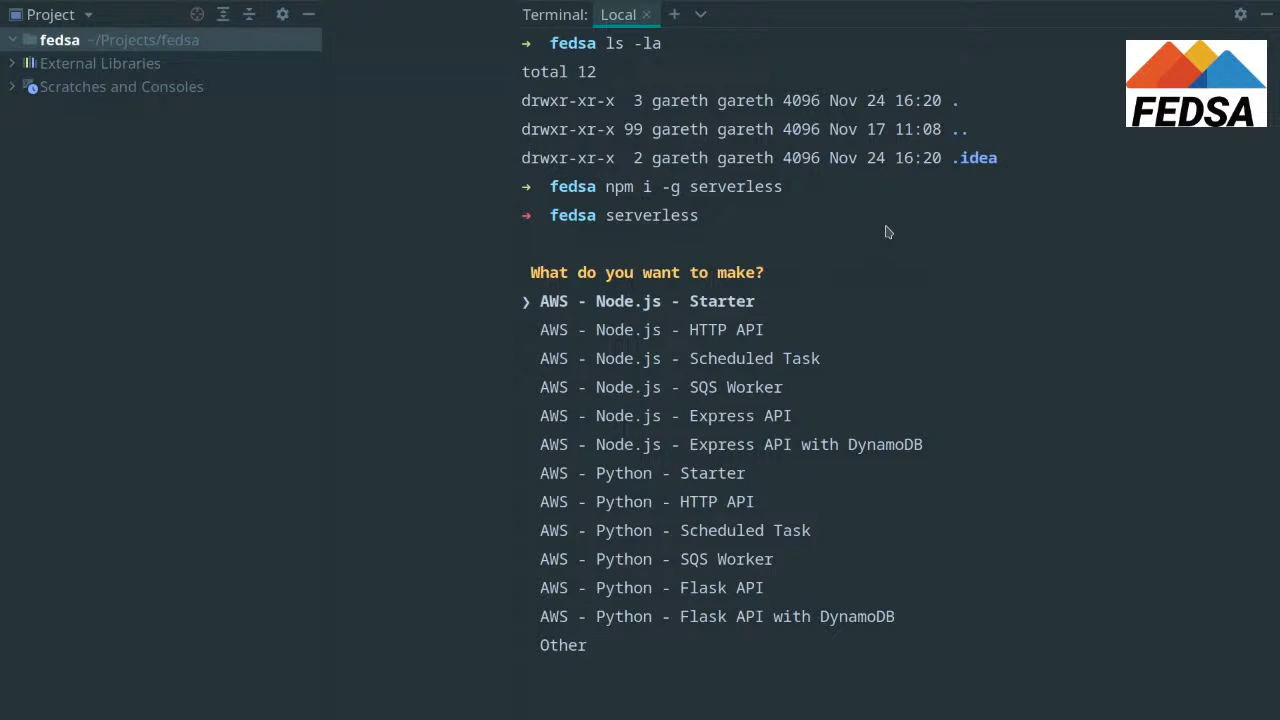 Project
fedsa ~/Projects/fedsa
External Libraries
Scratches and Consoles
Terminal: Local × +
➜ fedsa ls -la
total 12
drwxr-xr-x 3 gareth gareth 4096 Nov 24 16:20 .
drwxr-xr-x 99 gareth gareth 4096 Nov 17 11:08 ..
drwxr-xr-x 2 gareth gareth 4096 Nov 24 16:20 .idea
➜ fedsa npm i -g serverless
➜ fedsa serverless
What do you want to make?
❯ AWS - Node.js - Starter
AWS - Node.js - HTTP API
AWS - Node.js - Scheduled Task
AWS - Node.js - SQS Worker
AWS - Node.js - Express API
AWS - Node.js - Express API with DynamoDB
AWS - Python - Starter
AWS - Python - HTTP API
AWS - Python - Scheduled Task
AWS - Python - SQS Worker
AWS - Python - Flask API
AWS - Python - Flask API with DynamoDB
Other
FEDSA